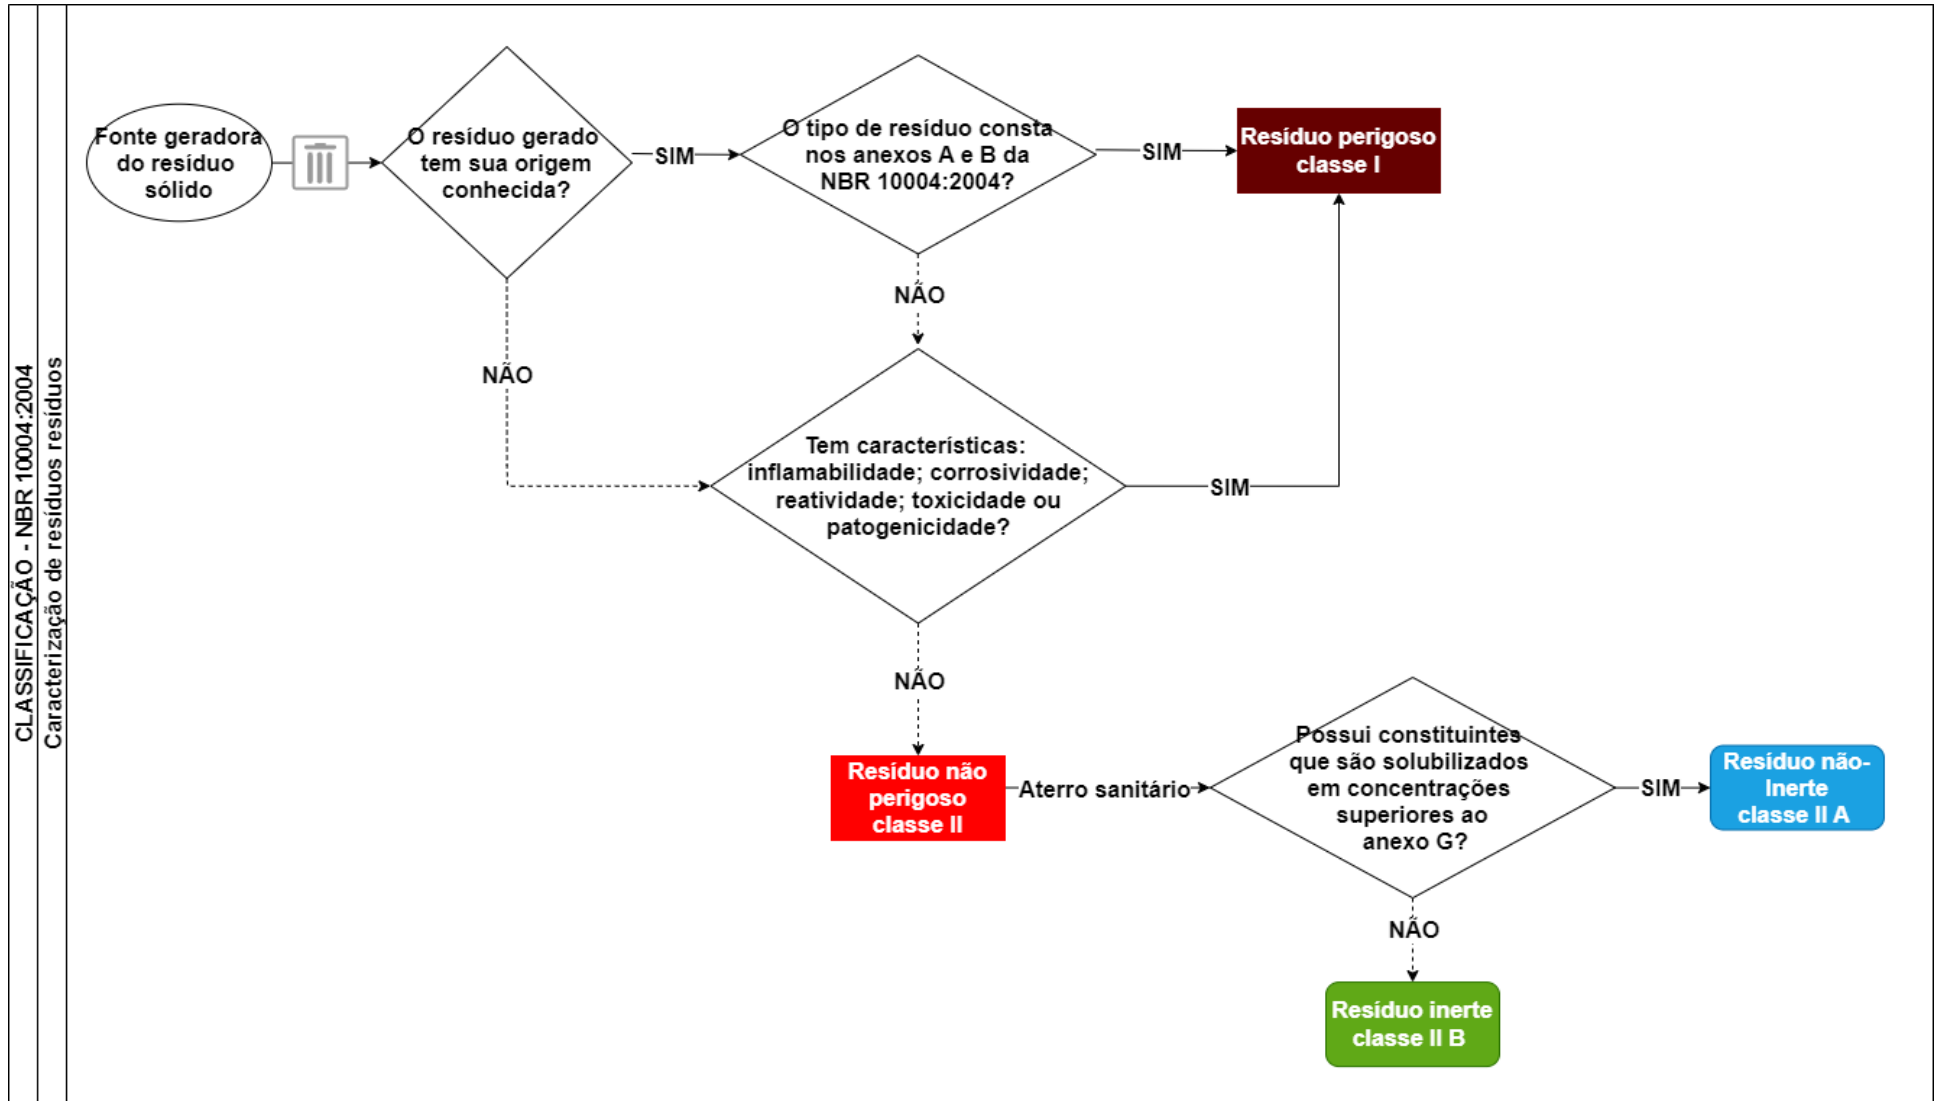 CLASSIFICAÇÃO - NBR 10004:2004
Caracterização de resíduos resíduos
Fonte geradora
do resíduo
sólido
O resíduo gerado
tem sua origem
conhecida?
SIM
O tipo de resíduo consta
nos anexos A e B da
NBR 10004:2004?
SIM
Resíduo perigoso
classe I
NÃO
NÃO
Tem características:
inflamabilidade; corrosividade;
reatividade; toxicidade ou
patogenicidade?
SIM
NÃO
Resíduo não
perigoso
classe II
Aterro sanitário
Possui constituintes
que são solubilizados
em concentrações
superiores ao
anexo G?
SIM
Resíduo não-
Inerte
classe II A
NÃO
Resíduo inerte
classe II B